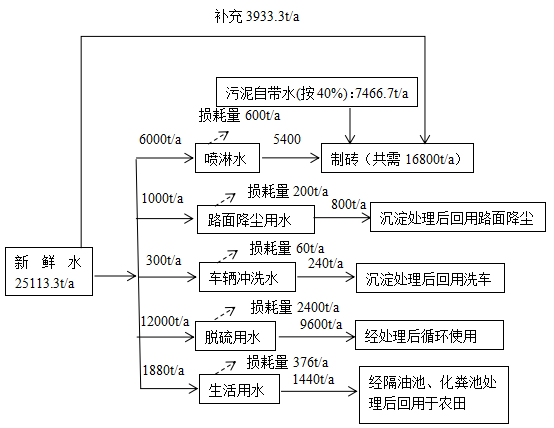 补充 3933.3t/a
污泥自带水(按40%)：7466.7t/a
损耗量 600t/a
6000t/a
喷淋水
5400
制砖（共需 16800t/a）
损耗量 200t/a
1000t/a
路面降尘用水
800t/a
沉淀处理后回用路面降尘
新 鲜 水
25113.3t/a
损耗量 60t/a
300t/a
车辆冲洗水
240t/a
沉淀处理后回用洗车
损耗量 2400t/a
12000t/a
脱硫用水
9600t/a
经处理后循环使用
损耗量 376t/a
1880t/a
生活用水
1440t/a
经隔油池、化粪池处
理后回用于农田